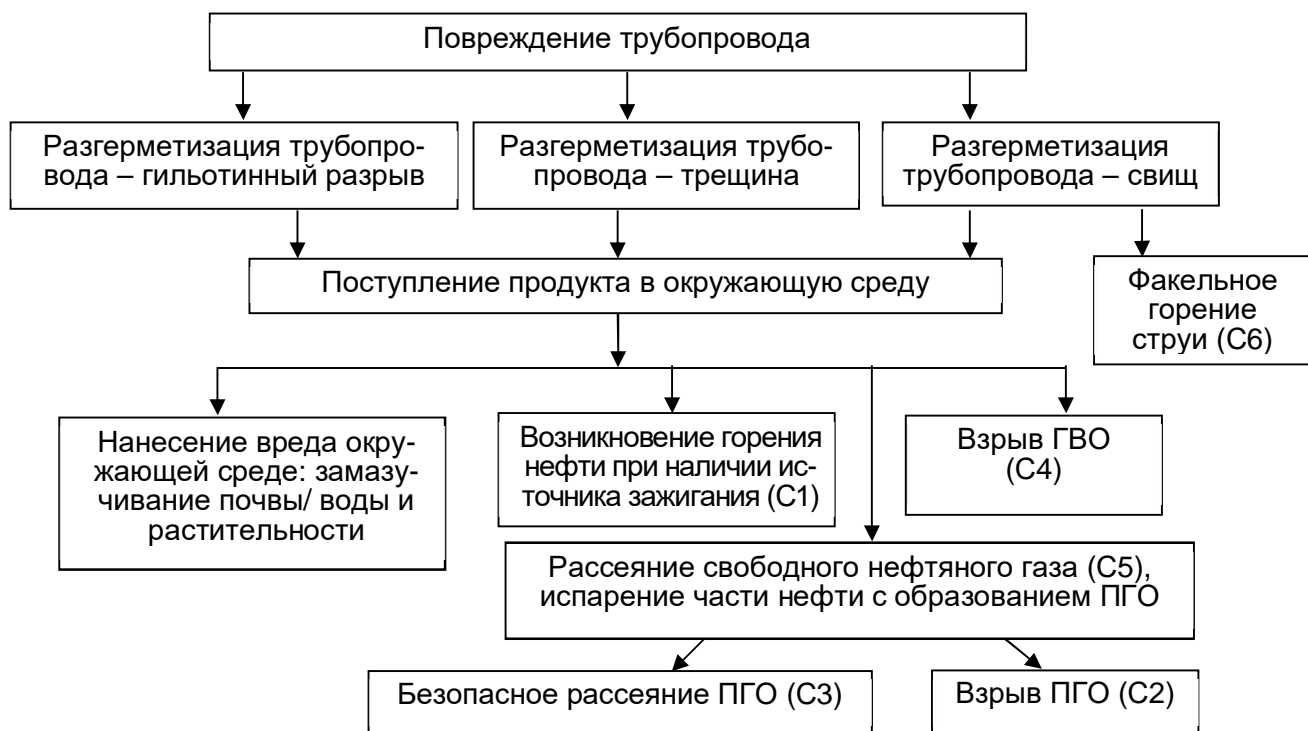 Повреждение трубопровода
Разгерметизация трубопро-
вода – гильотинный разрыв
Разгерметизация трубо-
провода – трещина
Разгерметизация
трубопровода – свищ
Поступление продукта в окружающую среду
Факельное
горение
струи (С6)
Нанесение вреда окру-
жающей среде: замазу-
чивание почвы/ воды и
растительности
Возникновение горения
нефти при наличии ис-
точника зажигания (С1)
Взрыв ГВО
(С4)
Рассеяние свободного нефтяного газа (С5),
испарение части нефти с образованием ПГО
Безопасное рассеяние ПГО (С3)
Взрыв ПГО (С2)